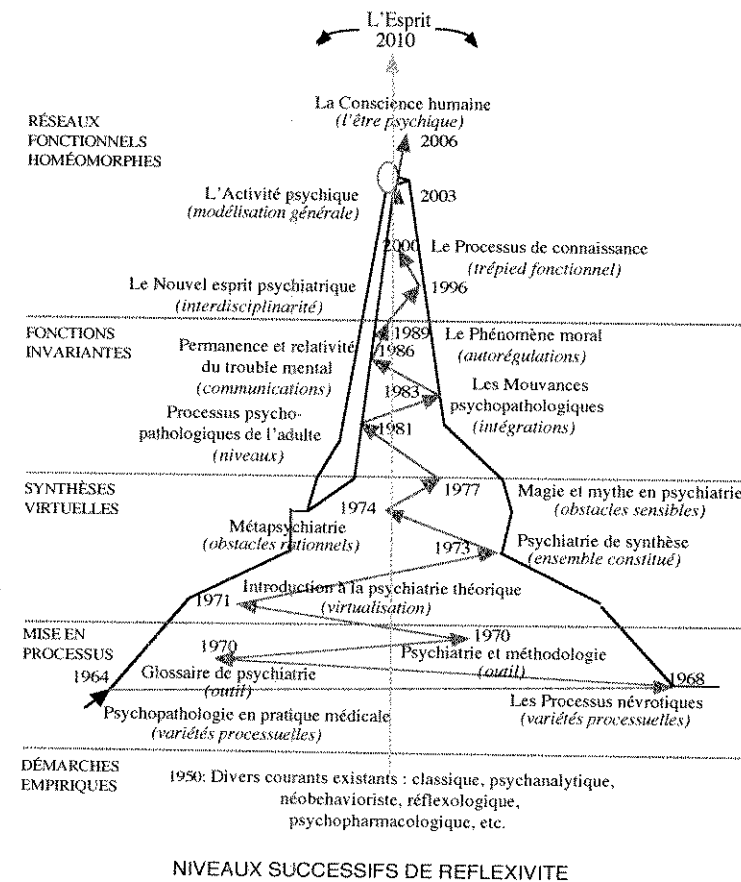 L'Esprit
2010
La Conscience humaine
(l'être psychique)
2006
RÉSEAUX
FONCTIONNELS
HOMÉOMORPHES
L'Activité psychique
(modélisation générale)
2003
2000
Le Processus de connaissance
(trépied fonctionnel)
Le Nouvel esprit psychiatrique
(interdisciplinarité)
1996
FONCTIONS
INVARIANTES
1989
Le Phénomène moral
(autorégulations)
Permanence et relativité
du trouble mental
(communications)
1986
1983
Les Mouvances
psychopathologiques
(intégrations)
Processus psycho-
pathologiques de l'adulte
(niveaux)
1981
SYNTHÈSES
VIRTUELLES
1977
Magie et mythe en psychiatrie
(obstacles sensibles)
1974
Métapsychiatrie
(obstacles rationnels)
1973
Psychiatrie de synthèse
(ensemble constitué)
1971
Introduction à la psychiatrie théorique
(virtualisation)
MISE EN
PROCESSUS
1970
Psychiatrie et méthodologie
(outil)
1970
Glossaire de psychiatrie
(outil)
1964
Psychopathologie en pratique médicale
(variétés processuelles)
1968
Les Processus névrotiques
(variétés processuelles)
DÉMARCHES
EMPIRIQUES
1950: Divers courants existants : classique, psychanalytique,
néobehavioriste, réflexologique,
psychopharmacologique, etc.
NIVEAUX SUCCESSIFS DE REFLEXIVITE